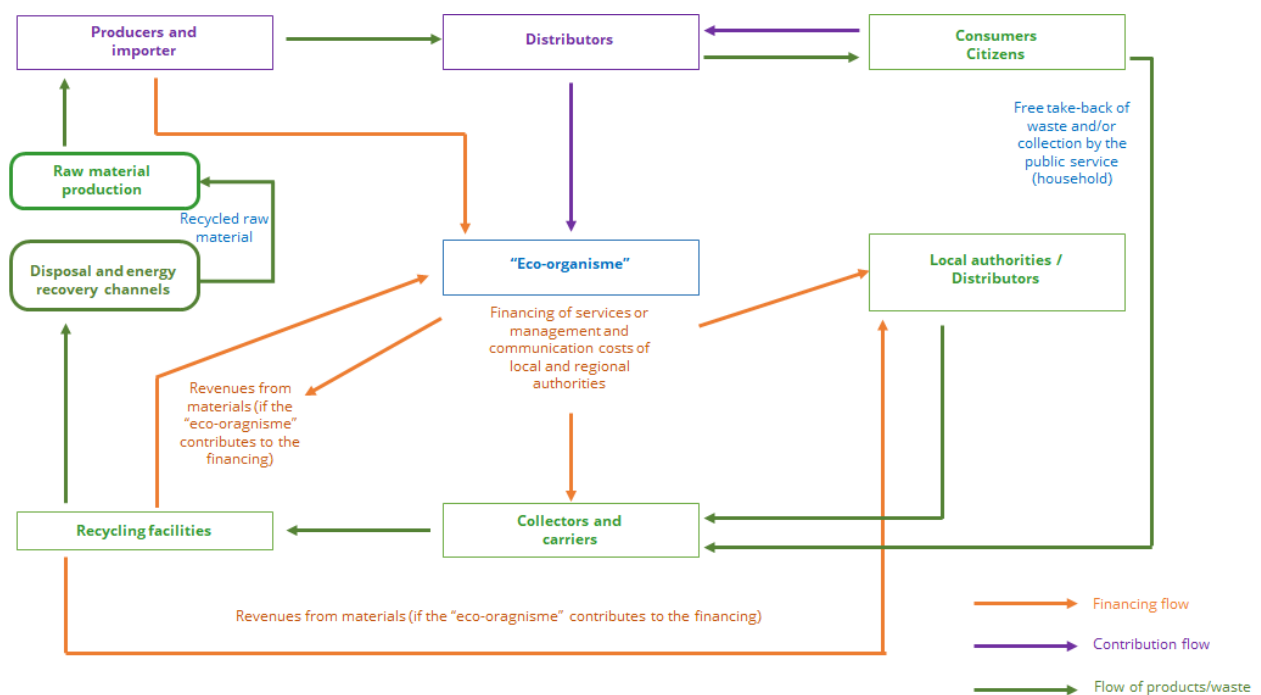 Producers and
importer
Distributors
Consumers
Citizens
Free take-back of
waste and/or
collection by the
public service
(household)
Raw material
production
Recycled raw
material
Disposal and energy
recovery channels
“Eco-organisme”
Local authorities /
Distributors
Financing of services or
management and
communication costs of
local and regional
authorities
Revenues from
materials (if the
“eco-oragnisme”
contributes to the
financing)
Recycling facilities
Collectors and
carriers
Revenues from materials (if the “eco-oragnisme” contributes to the financing)
Financing flow
Contribution flow
Flow of products/waste